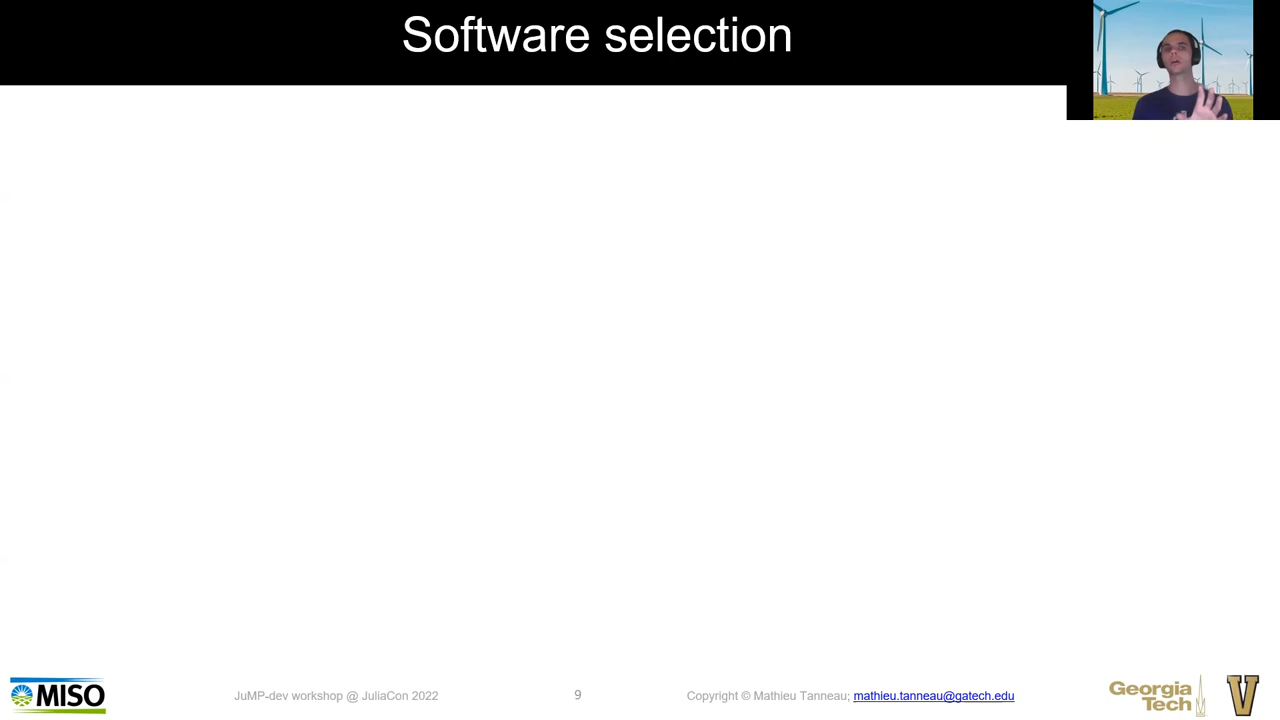 Software selection
MISO
JuMP-dev workshop @ JuliaCon 2022
9
Copyright © Mathieu Tanneau; mathieu.tanneau@gatech.edu
Georgia
Tech
V